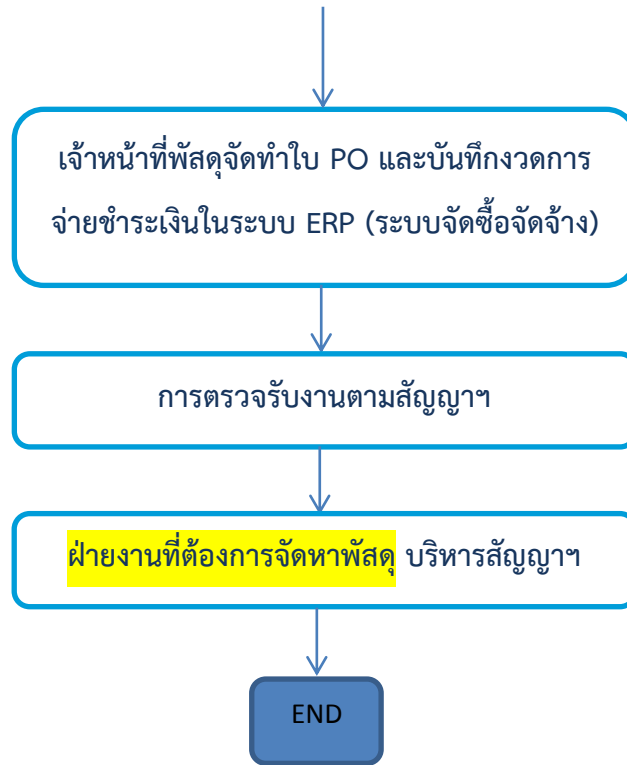 เจ้าหน้าที่พัสดุจัดทำใบ PO และบันทึกงวดการ
จ่ายชำระเงินในระบบ ERP (ระบบจัดซื้อจัดจ้าง)
การตรวจรับงานตามสัญญาฯ
ฝ่ายงานที่ต้องการจัดหาพัสดุ บริหารสัญญาฯ
END